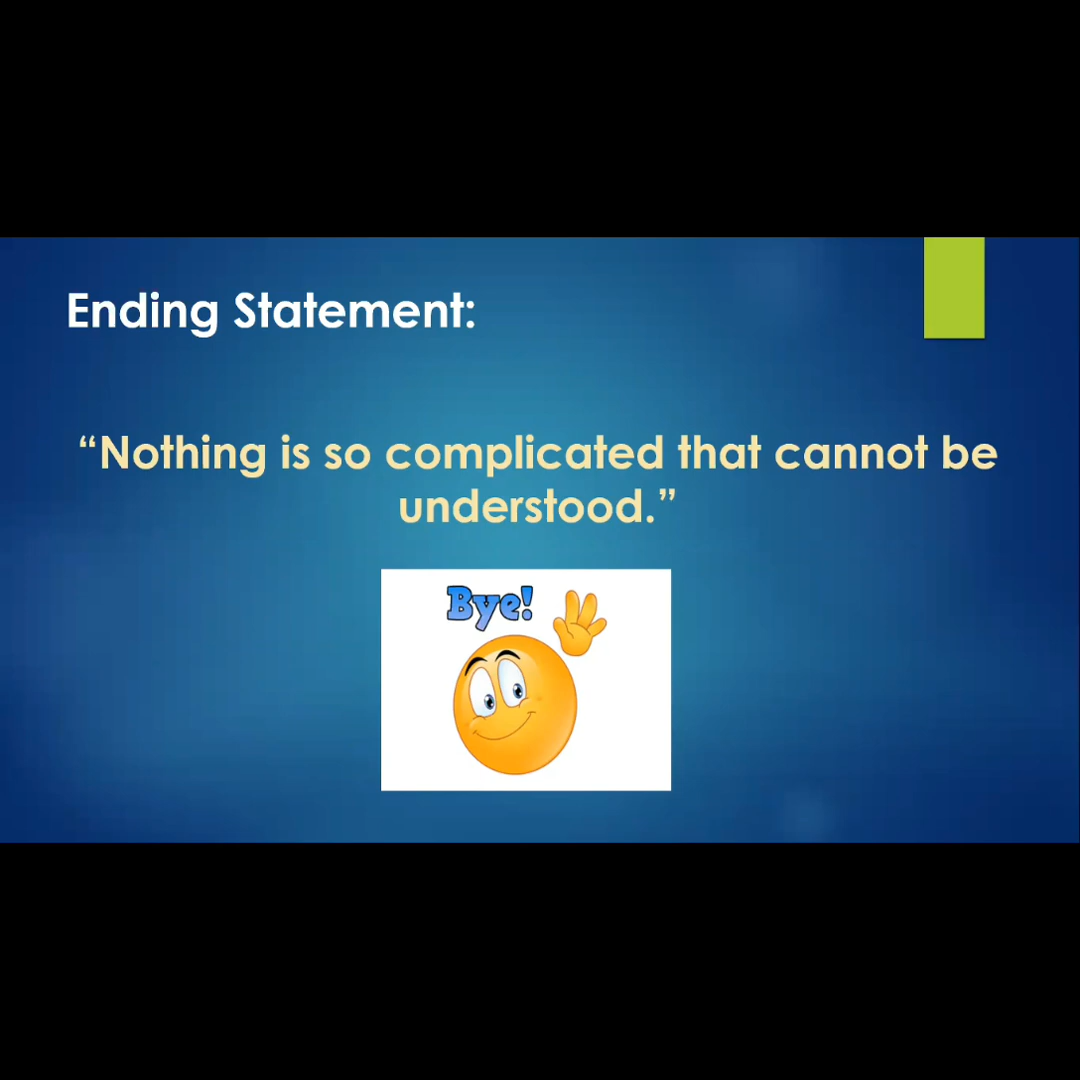 Ending Statement:
“Nothing is so complicated that cannot be
understood.”
Bye!